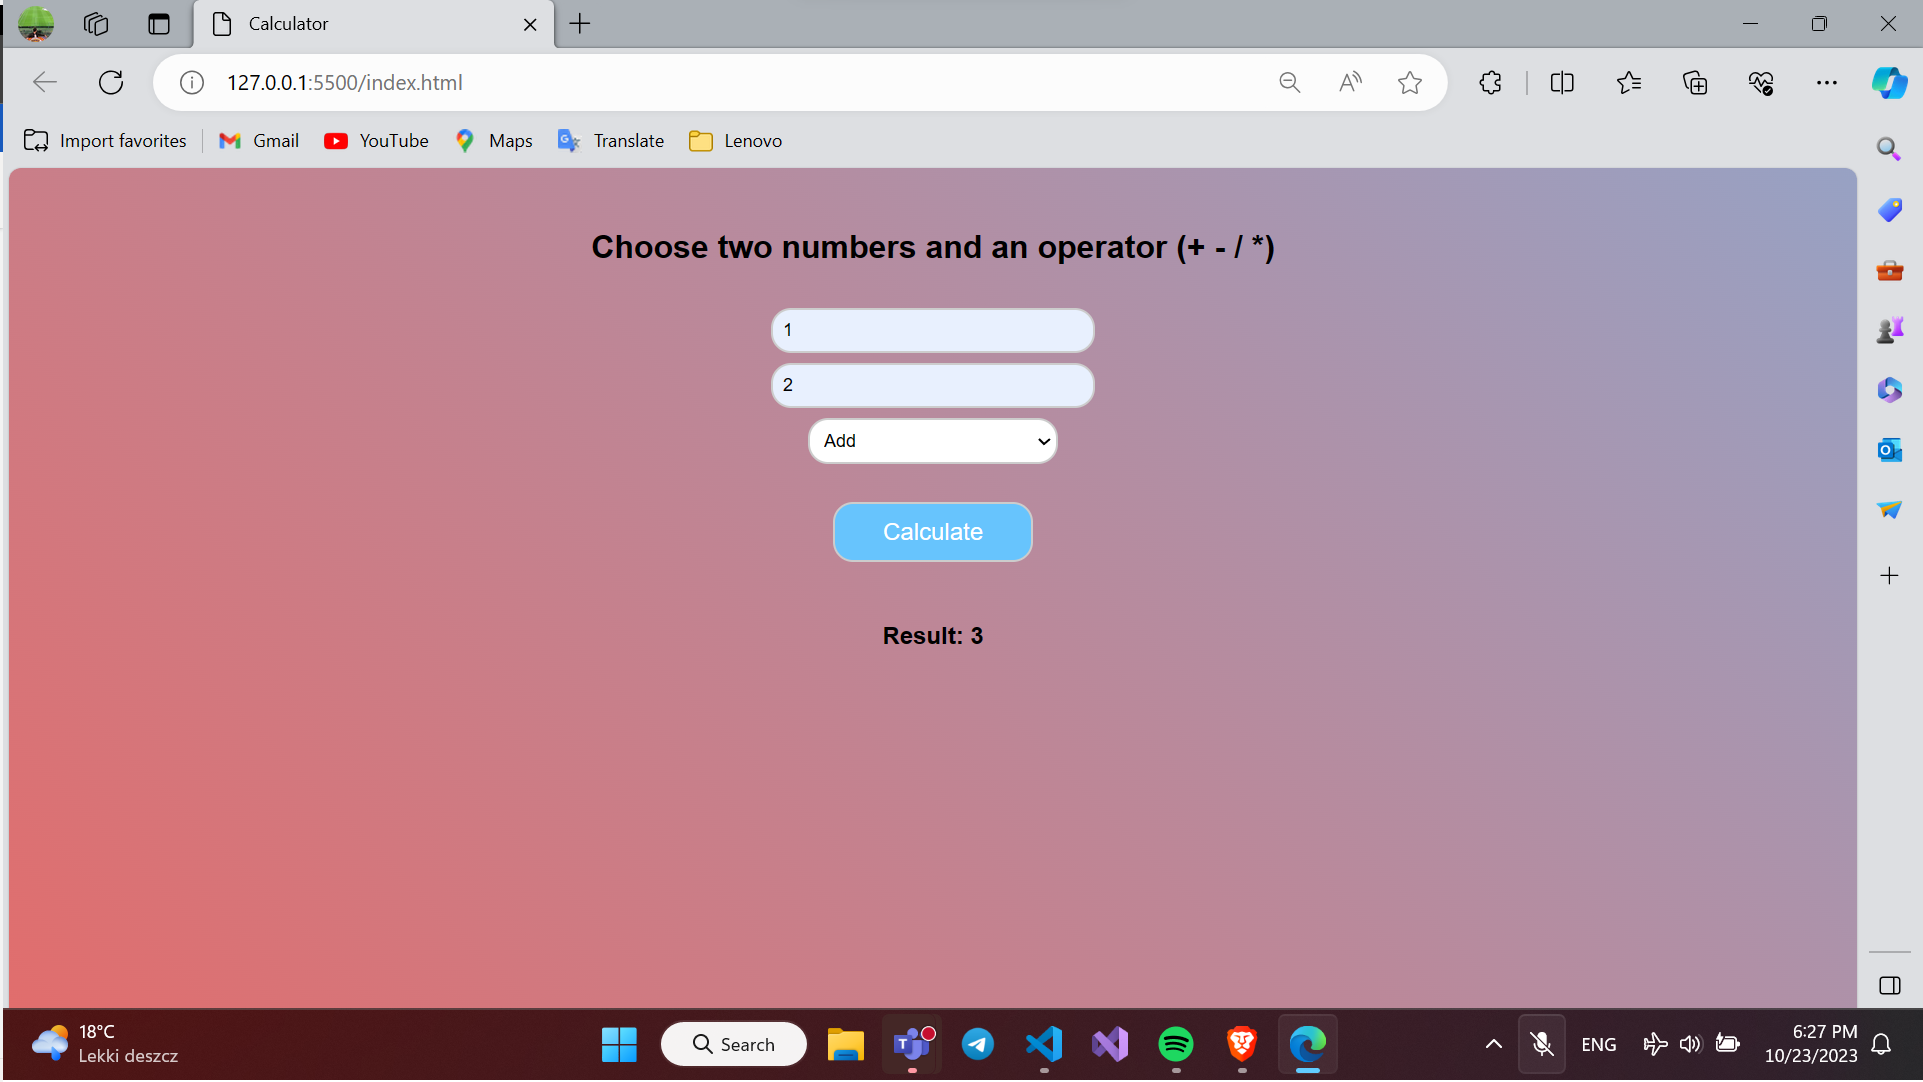 Calculator
127.0.0.1:5500/index.html
Import favorites Gmail YouTube Maps Translate Lenovo
Choose two numbers and an operator (+ - / *)
1
2
Add
Calculate
Result: 3
18°C
Lekki deszcz
Search
ENG
6:27 PM
10/23/2023